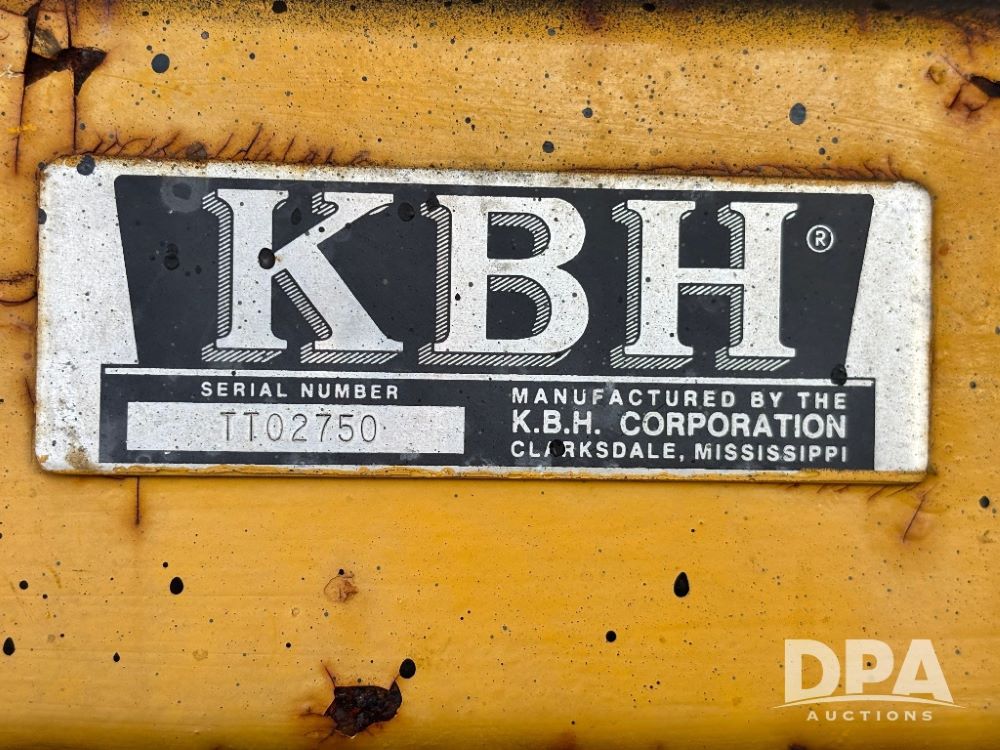 KBH®
SERIAL NUMBER
TT02750
MANUFACTURED BY THE
K.B.H. CORPORATION
CLARKSDALE, MISSISSIPPI
DPA
AUCTIONS